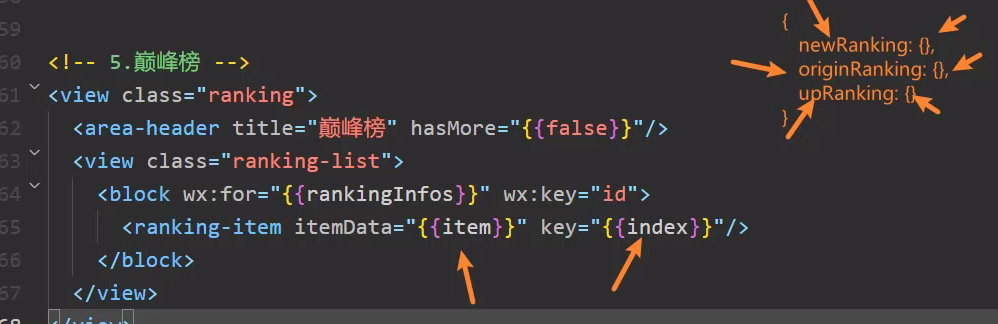 58
59
60 <!-- 5.巅峰榜 -->
61 <view class="ranking">
62 <area-header title="巅峰榜" hasMore="{{false}}"/>
63 <view class="ranking-list">
64 <block wx:for="{{rankingInfos}}" wx:key="id">
65 <ranking-item itemData="{{item}}" key="{{index}}"/>
66 </block>
67 </view>
68 </view>
{
newRanking: {},
originRanking: {},
upRanking: {}
}